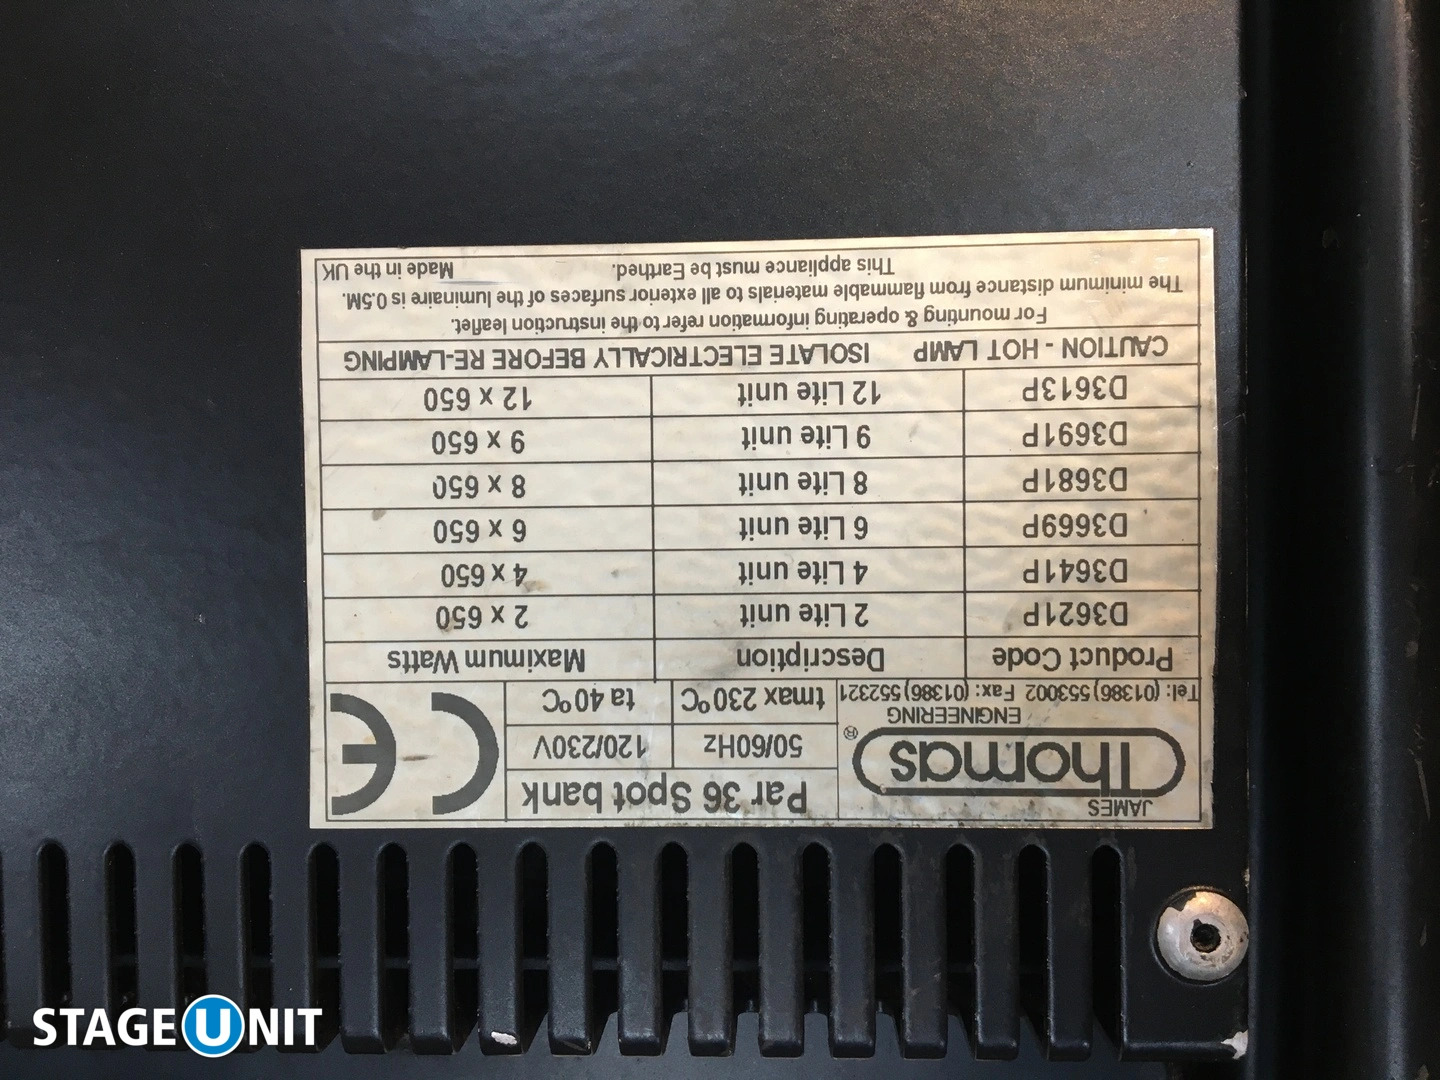 JAMES
Thomas®
ENGINEERING
Tel: (01386) 553002 Fax: (01386) 552321
Par 36 Spot bank
50/60Hz 120/230V
tmax 230°C ta 40°C
CE
Product Code Description Maximum Watts
D3621P 2 Lite unit 2 x 650
D3641P 4 Lite unit 4 x 650
D3669P 6 Lite unit 6 x 650
D3681P 8 Lite unit 8 x 650
D3691P 9 Lite unit 9 x 650
D3613P 12 Lite unit 12 x 650
CAUTION - HOT LAMP ISOLATE ELECTRICALLY BEFORE RE-LAMPING
For mounting & operating information refer to the instruction leaflet.
The minimum distance from flammable materials to all exterior surfaces of the luminaire is 0.5M.
This appliance must be Earthed. Made in the UK
STAGEUNIT